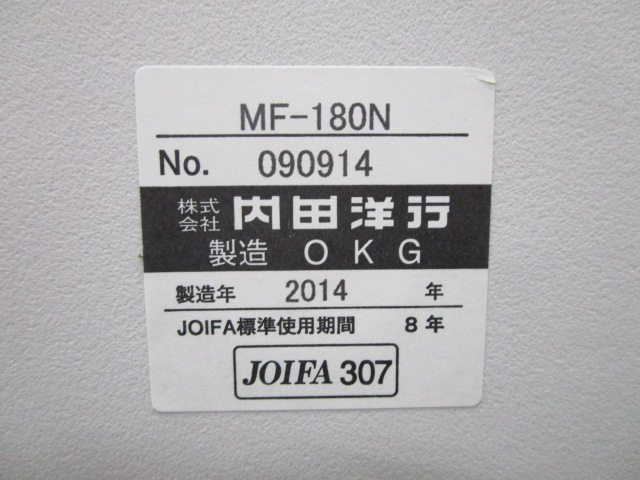 MF-180N
No. 090914
株式会社 内田洋行
製造 OKG
製造年 2014 年
JOIFA標準使用期間 8年
JOIFA 307